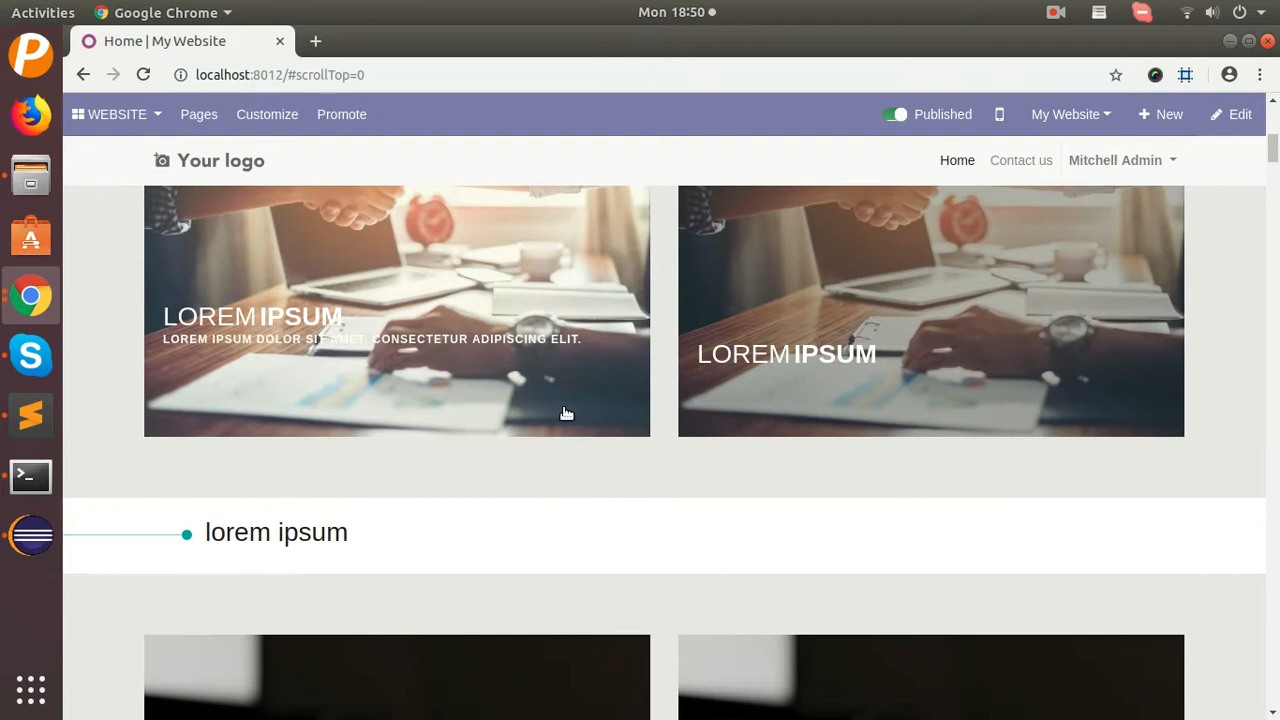 Activities Google Chrome Mon 18:50
Home | My Website
localhost:8012/#scrollTop=0
WEBSITE Pages Customize Promote Published My Website New Edit
Your logo Home Contact us Mitchell Admin
LOREM IPSUM
LOREM IPSUM DOLOR SIT AMET, CONSECTETUR ADIPISCING ELIT.
LOREM IPSUM
lorem ipsum